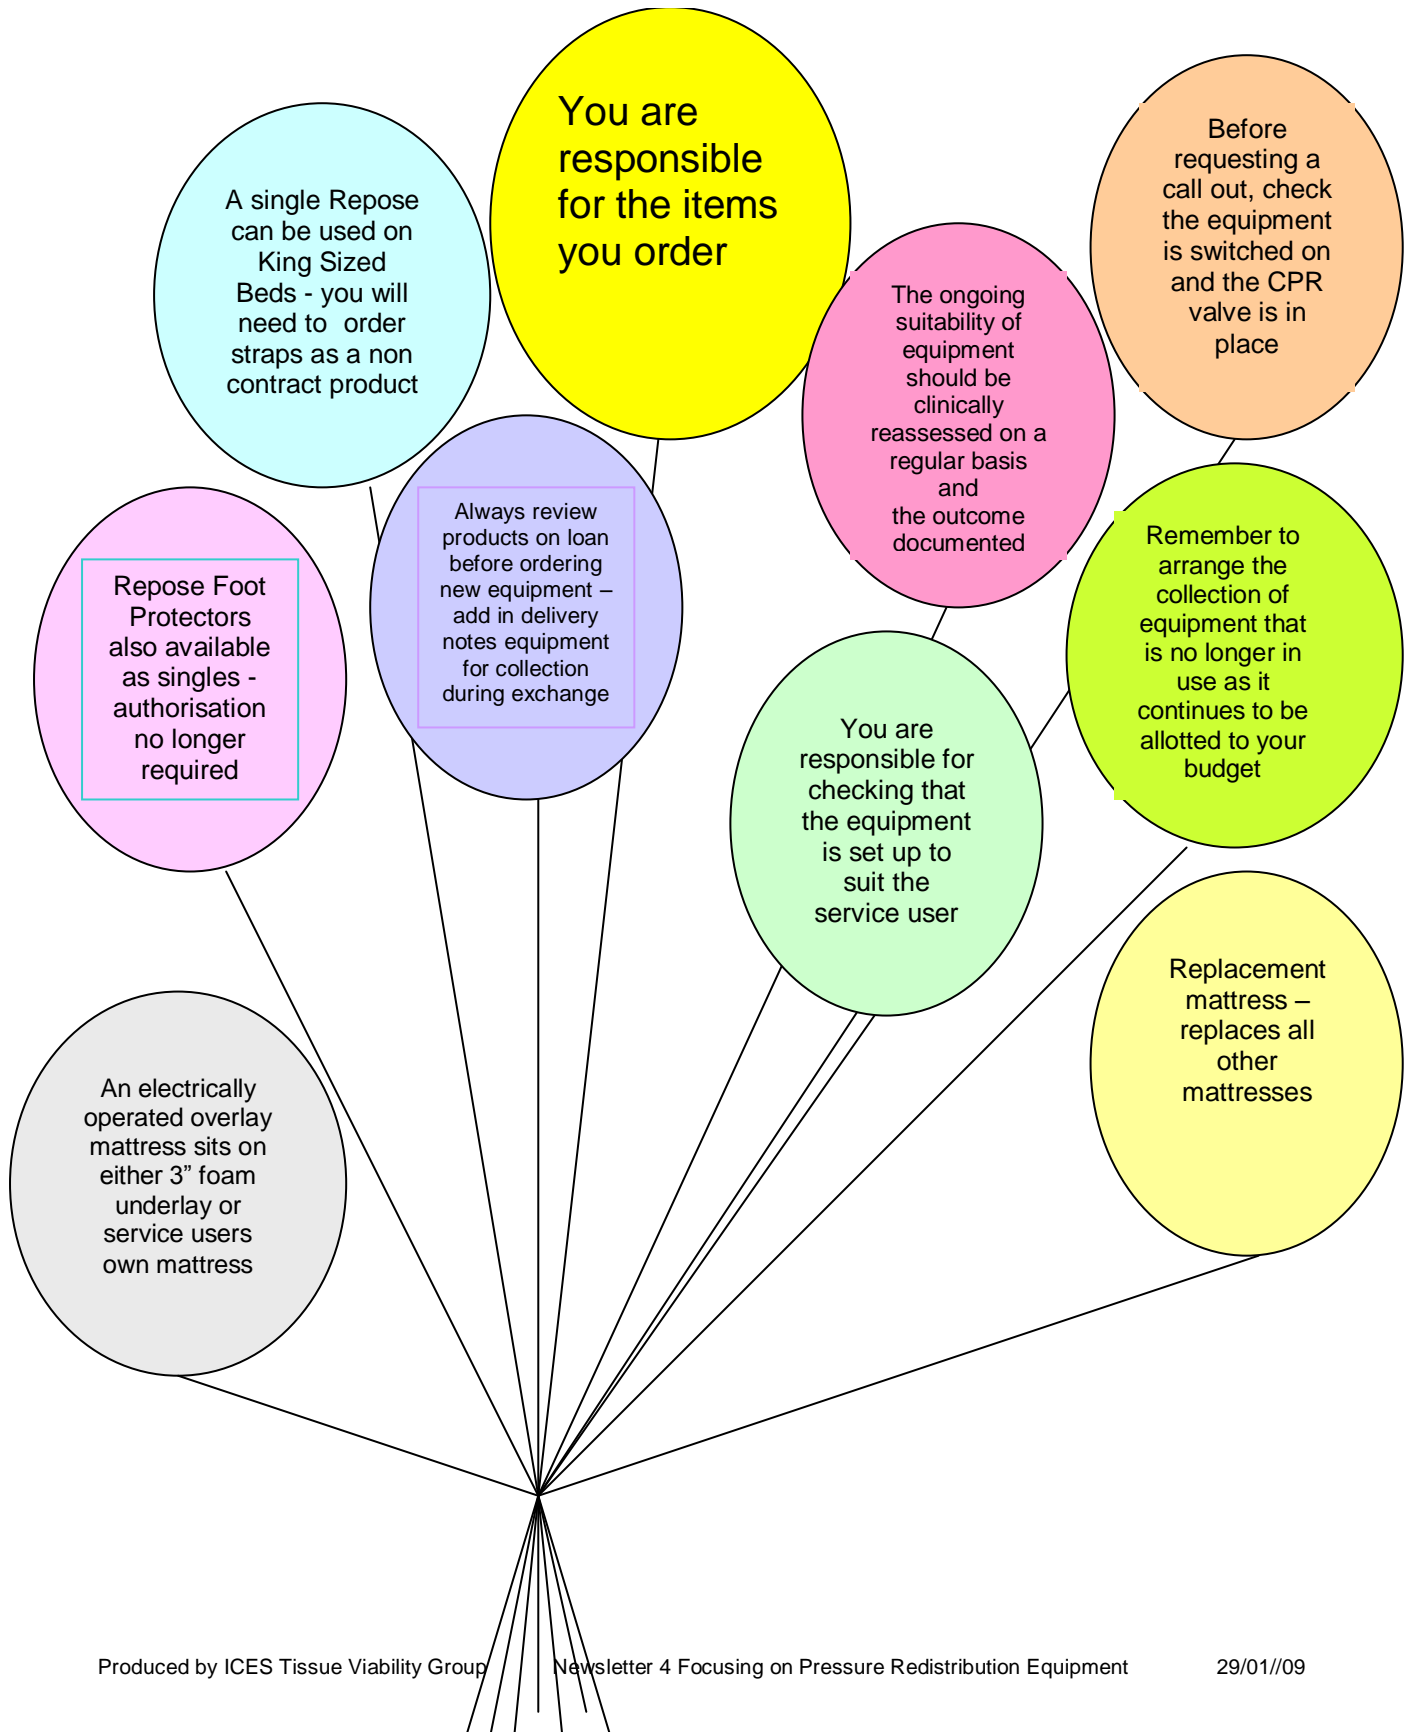 You are
responsible
for the items
you order
Before
requesting a
call out, check
the equipment
is switched on
and the CPR
valve is in
place
A single Repose
can be used on
King Sized
Beds - you will
need to  order
straps as a non
contract product
The ongoing
suitability of
equipment
should be
clinically
reassessed on a
regular basis
and
the outcome
documented
Always review
products on loan
before ordering
new equipment –
add in delivery
notes equipment
for collection
during exchange
Remember to
arrange the
collection of
equipment that
is no longer in
use as it
continues to be
allotted to your
budget
Repose Foot
Protectors
also available
as singles -
authorisation
no longer
required
You are
responsible for
checking that
the equipment
is set up to
suit the
service user
Replacement
mattress –
replaces all
other
mattresses
An electrically
operated overlay
mattress sits on
either 3” foam
underlay or
service users
own mattress
Produced by ICES Tissue Viability Group Newsletter 4 Focusing on Pressure Redistribution Equipment 29/01//09